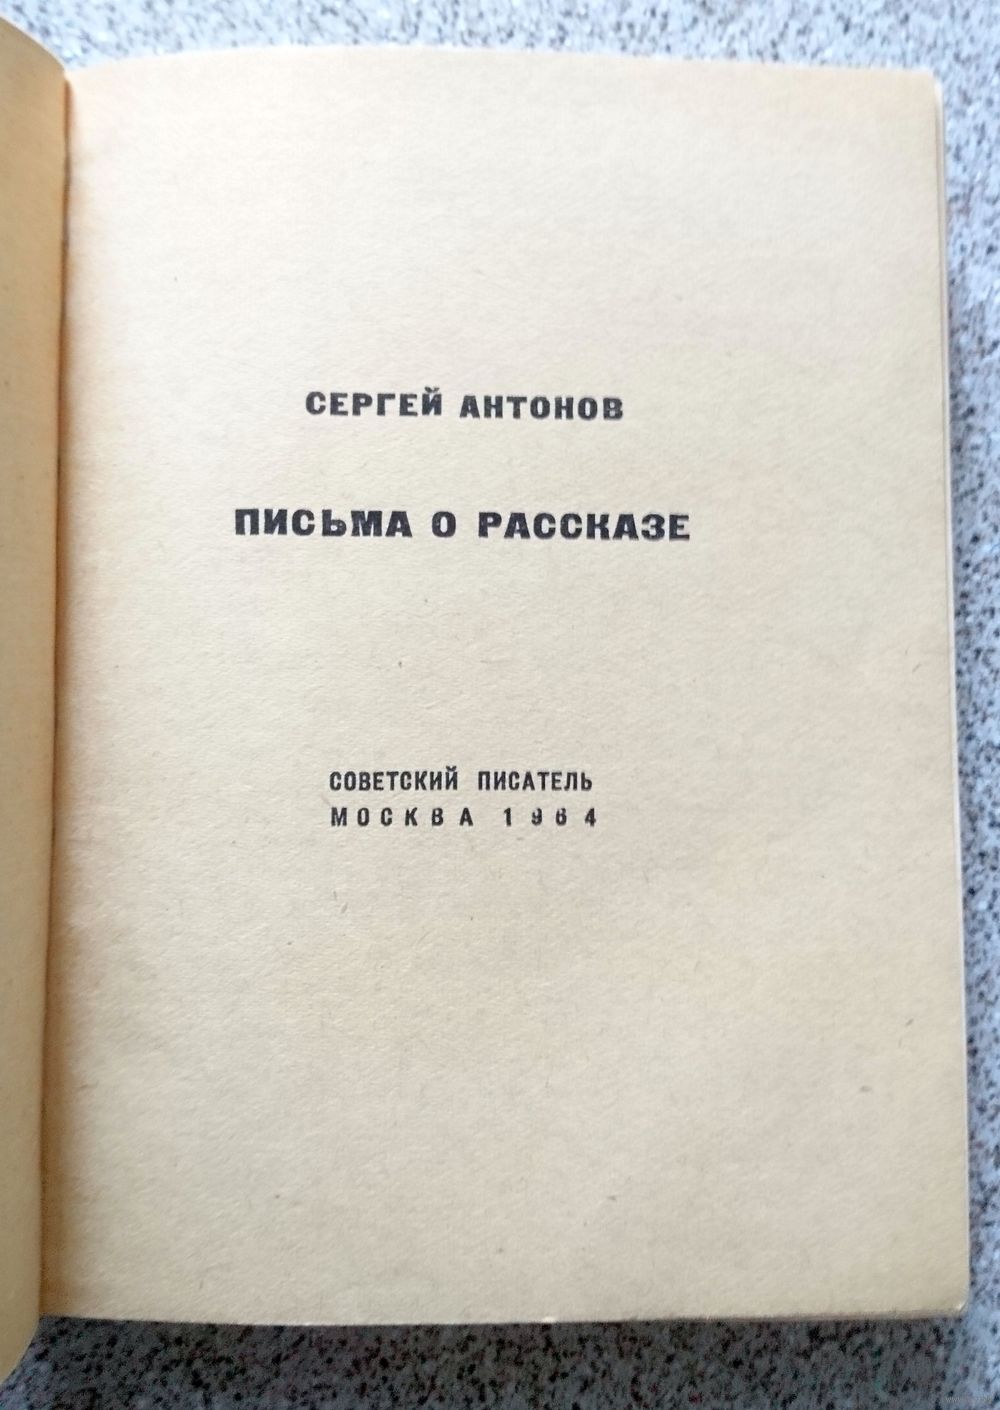 СЕРГЕЙ АНТОНОВ
ПИСЬМА О РАССКАЗЕ
СОВЕТСКИЙ ПИСАТЕЛЬ
МОСКВА 1964